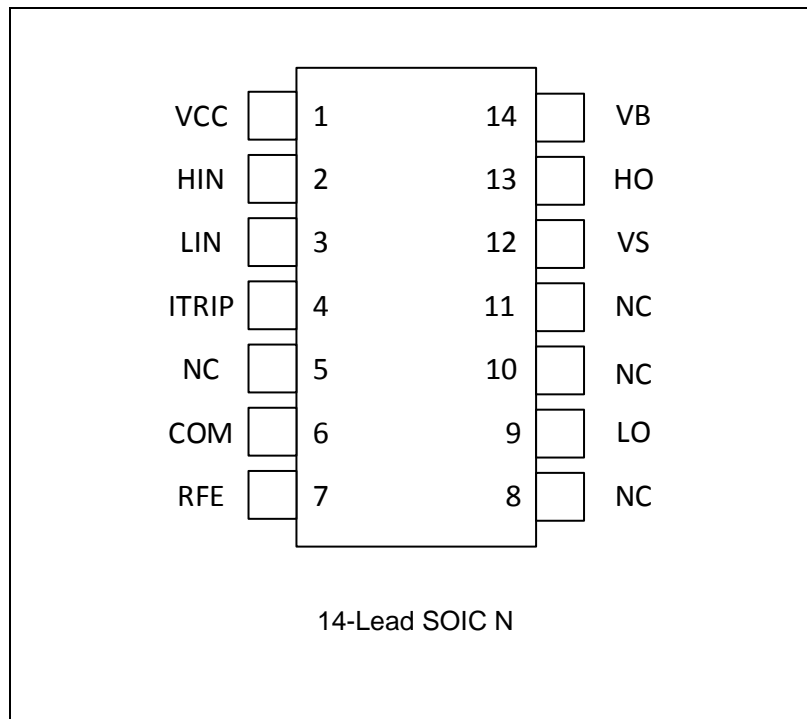 VCC 1 14 VB
HIN 2 13 HO
LIN 3 12 VS
ITRIP 4 11 NC
NC 5 10 NC
COM 6 9 LO
RFE 7 8 NC
14-Lead SOIC N